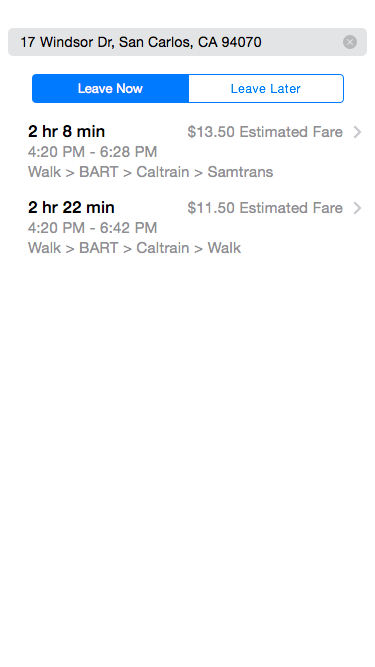 17 Windsor Dr, San Carlos, CA 94070
Leave Now Leave Later
2 hr 8 min $13.50 Estimated Fare
4:20 PM - 6:28 PM
Walk > BART > Caltrain > Samtrans
2 hr 22 min $11.50 Estimated Fare
4:20 PM - 6:42 PM
Walk > BART > Caltrain > Walk